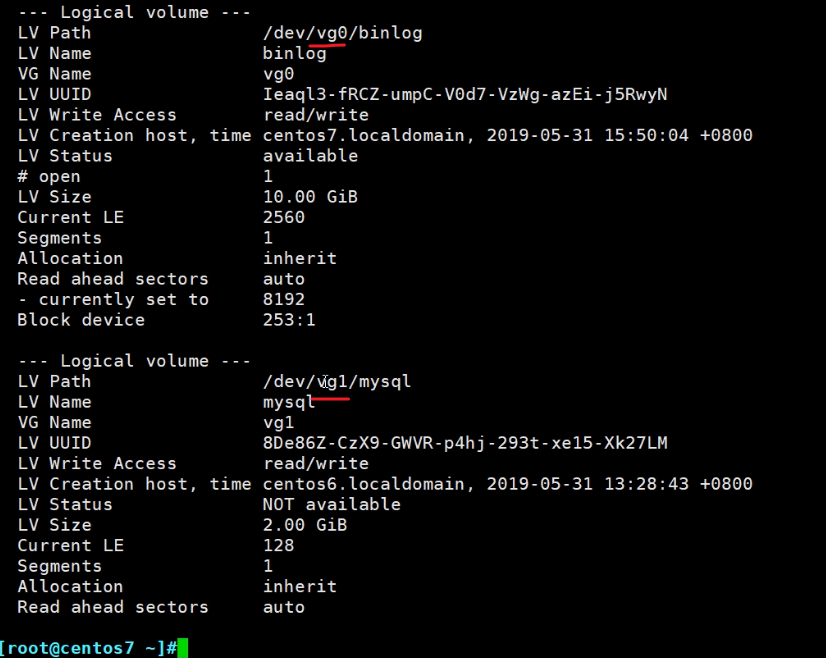 --- Logical volume ---
LV Path                /dev/vg0/binlog
LV Name                binlog
VG Name                vg0
LV UUID                Ieaql3-fRCZ-umpC-V0d7-VzWg-azEi-j5RwyN
LV Write Access        read/write
LV Creation host, time centos7.localdomain, 2019-05-31 15:50:04 +0800
LV Status              available
# open                 1
LV Size                10.00 GiB
Current LE             2560
Segments               1
Allocation             inherit
Read ahead sectors     auto
- currently set to     8192
Block device           253:1
--- Logical volume ---
LV Path                /dev/vg1/mysql
LV Name                mysql
VG Name                vg1
LV UUID                8De86Z-CzX9-GWVR-p4hj-293t-xe15-Xk27LM
LV Write Access        read/write
LV Creation host, time centos6.localdomain, 2019-05-31 13:28:43 +0800
LV Status              NOT available
LV Size                2.00 GiB
Current LE             128
Segments               1
Allocation             inherit
Read ahead sectors     auto
[root@centos7 ~]#